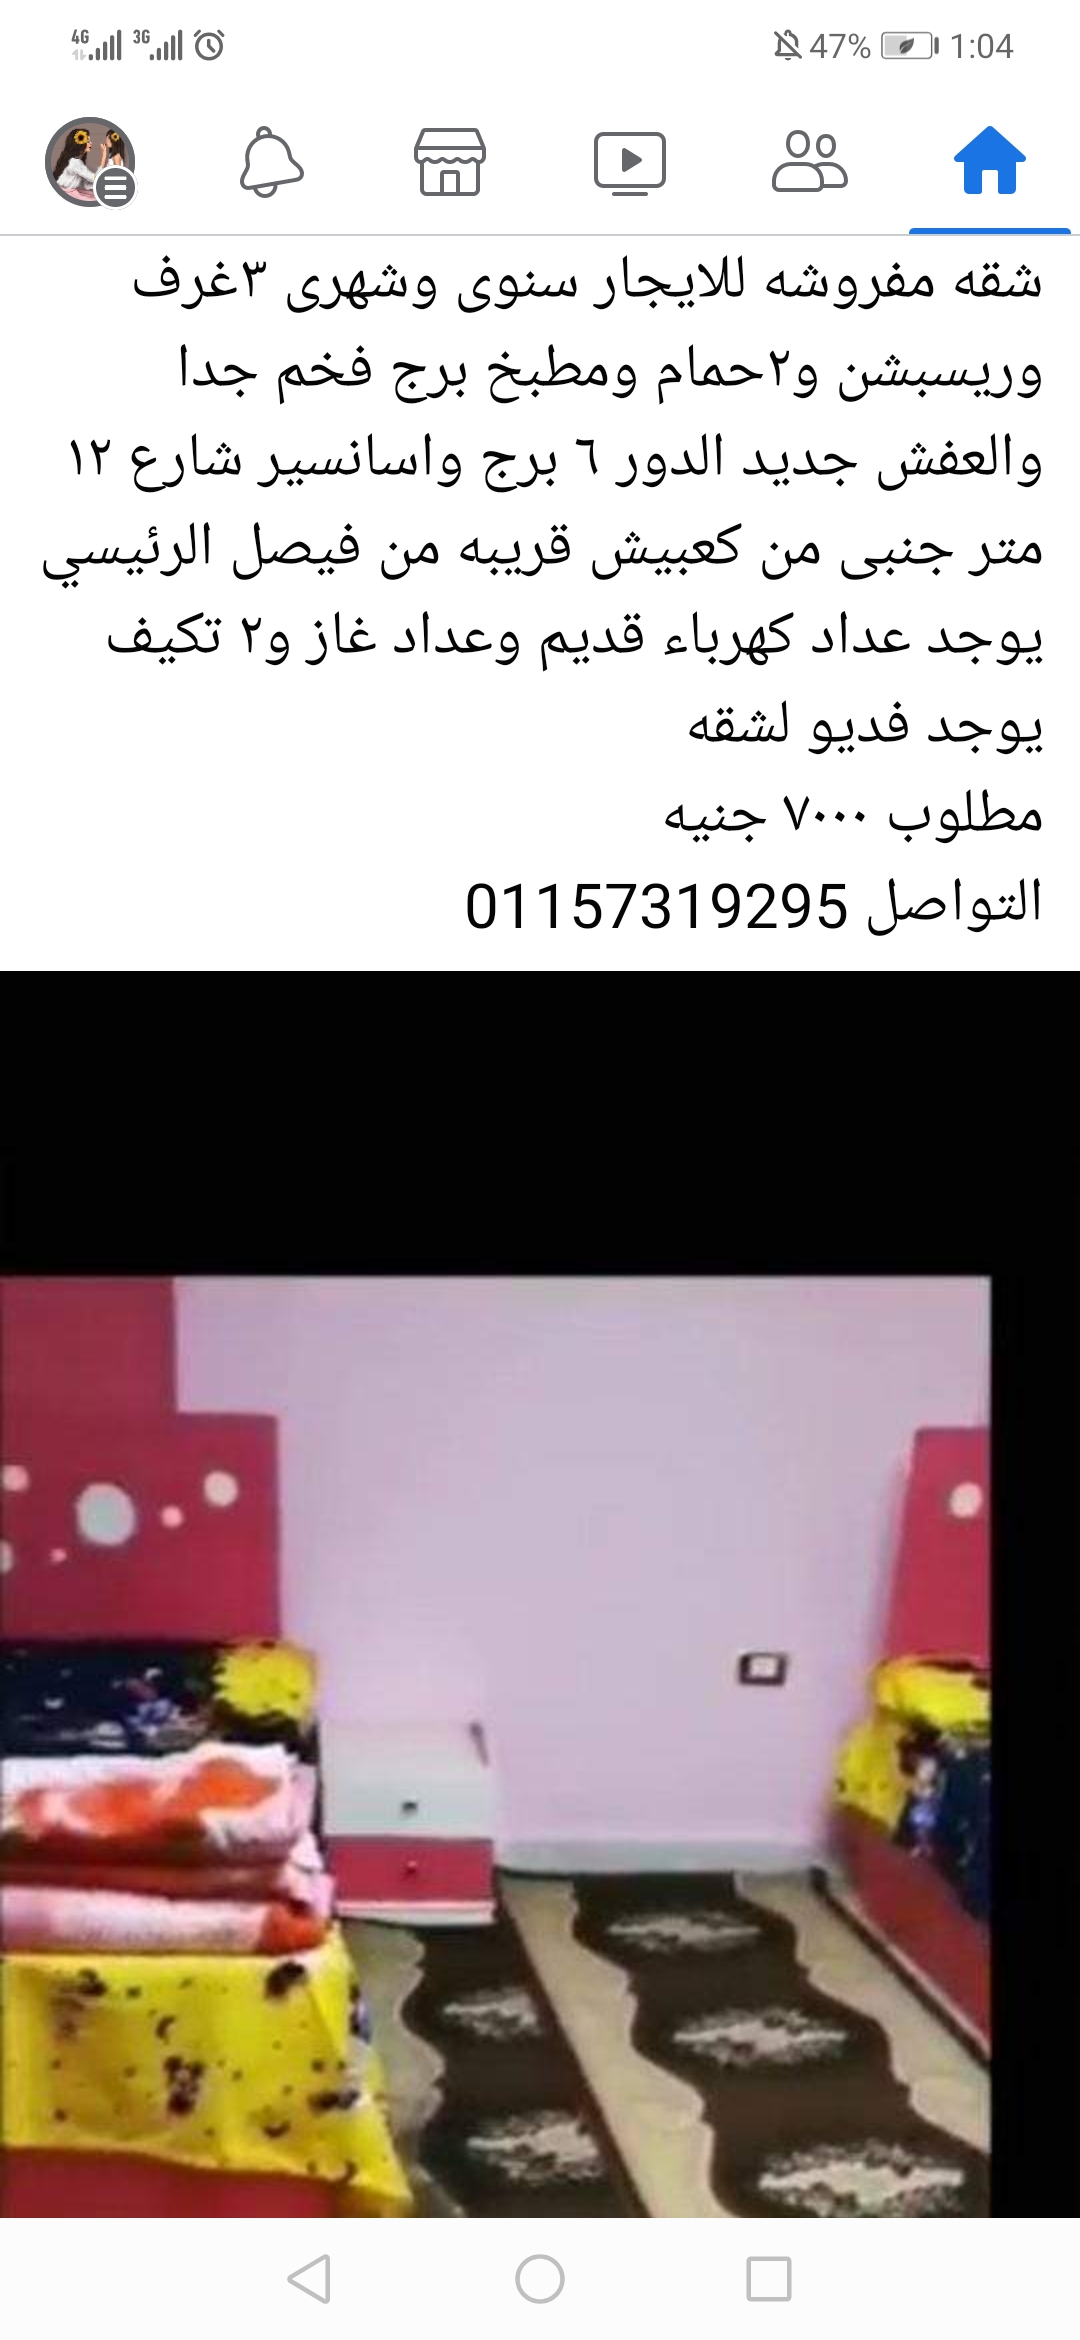 4G 3G 47% 1:04
شقه مفروشه للايجار سنوى وشهرى ٣غرف
وريسبشن و٢حمام ومطبخ برج فخم جدا
والعفش جديد الدور ٦ برج واسانسير شارع ١٢
متر جنبى من كعبيش قريبه من فيصل الرئيسي
يوجد عداد كهرباء قديم وعداد غاز و٢ تكيف
يوجد فديو لشقه
مطلوب ٧٠٠٠ جنيه
التواصل 01157319295